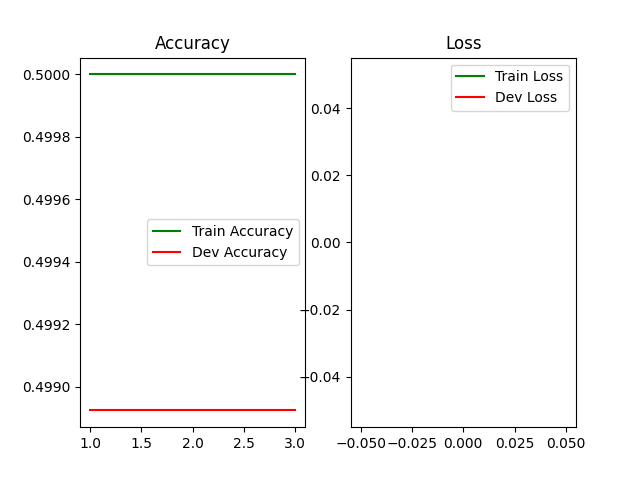 Accuracy
0.5000
0.4998
0.4996
0.4994
0.4992
0.4990
Train Accuracy
Dev Accuracy
1.0 1.5 2.0 2.5 3.0
Loss
Train Loss
Dev Loss
0.04
0.02
0.00
−0.02
−0.04
−0.050 −0.025 0.000 0.025 0.050